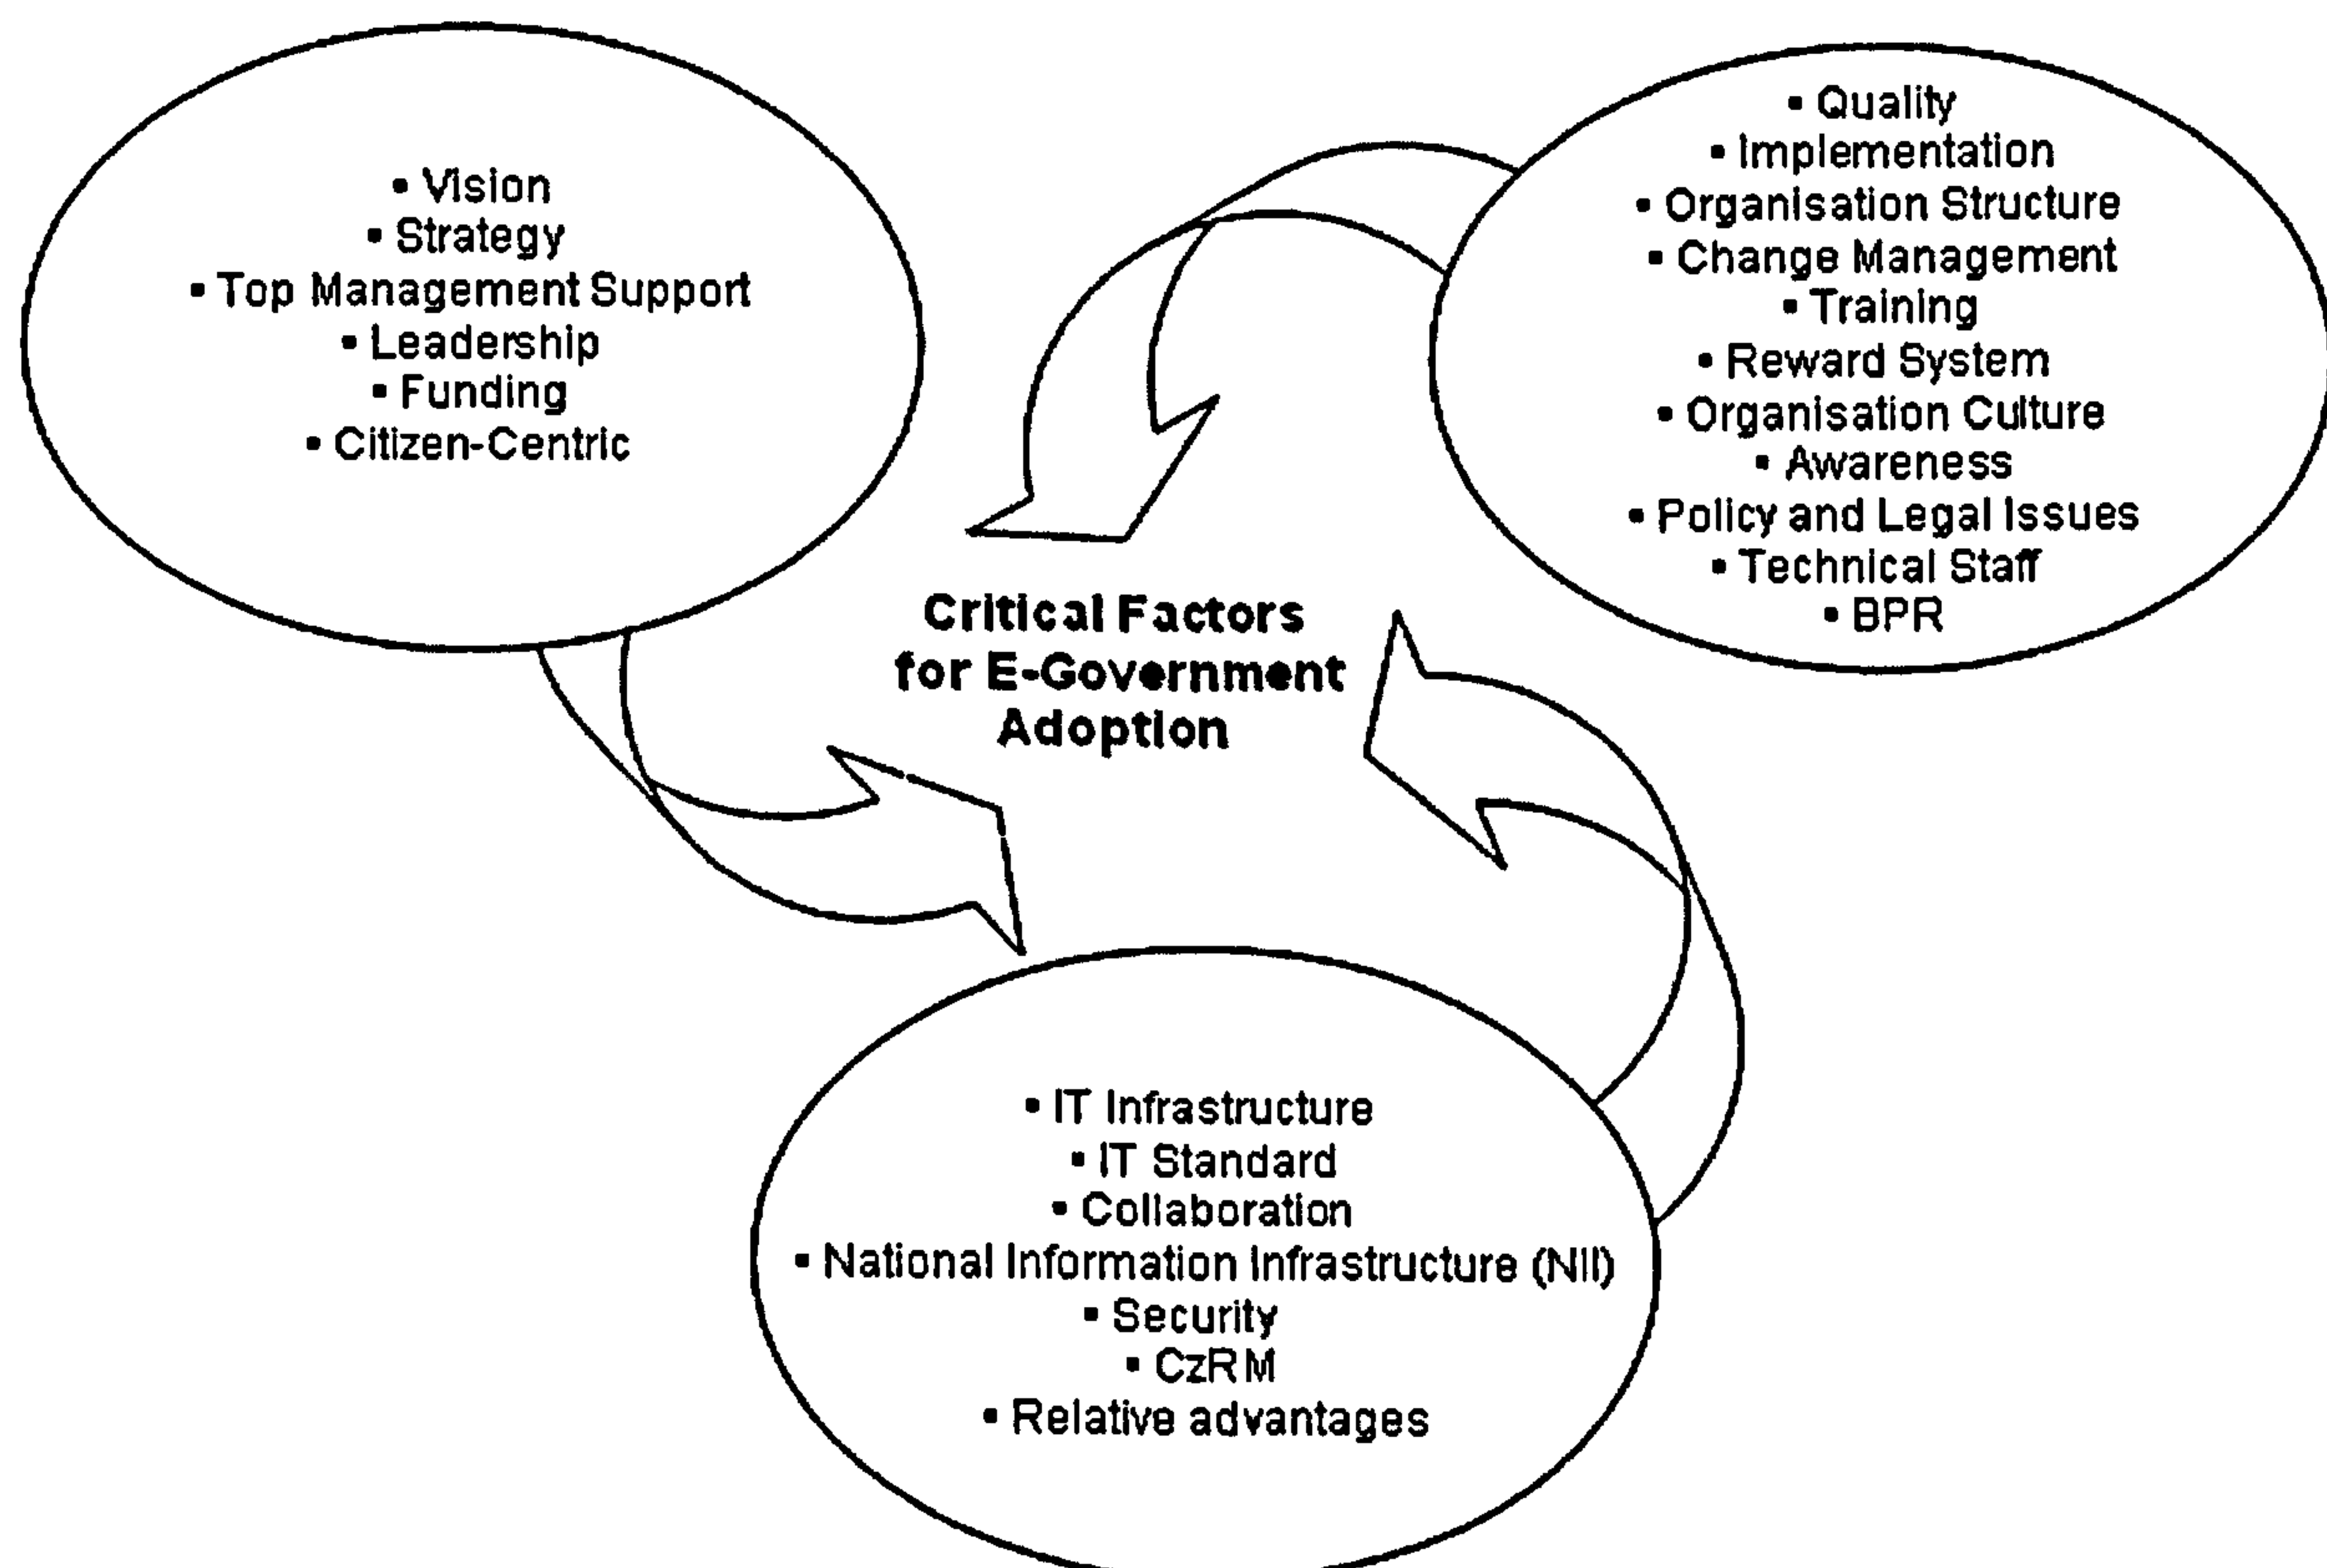 ▪ Vision
▪ Strategy
▪ Top Management Support
▪ Leadership
▪ Funding
▪ Citizen-Centric
▪ Quality
▪ Implementation
▪ Organisation Structure
▪ Change Management
▪ Training
▪ Reward System
▪ Organisation Culture
▪ Awareness
▪ Policy and Legal Issues
▪ Technical Staff
▪ BPR
Critical Factors
for E-Government
Adoption
▪ IT Infrastructure
▪ IT Standard
▪ Collaboration
▪ National Information Infrastructure (NII)
▪ Security
▪ CzRM
▪ Relative advantages